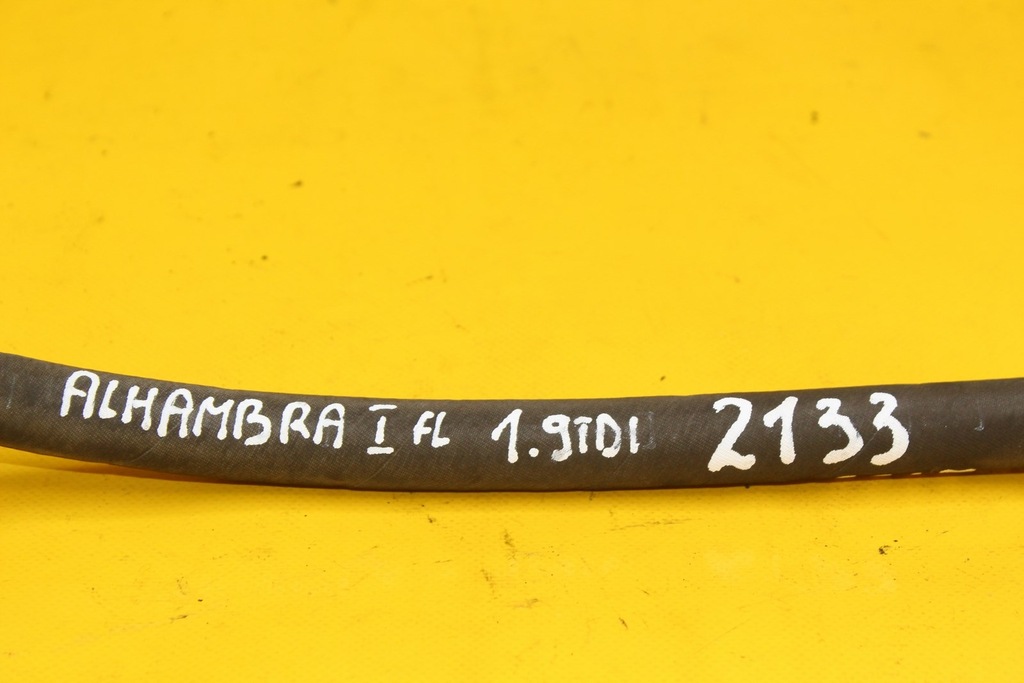 ALHAMBRA I FL 1.9TDI 2133